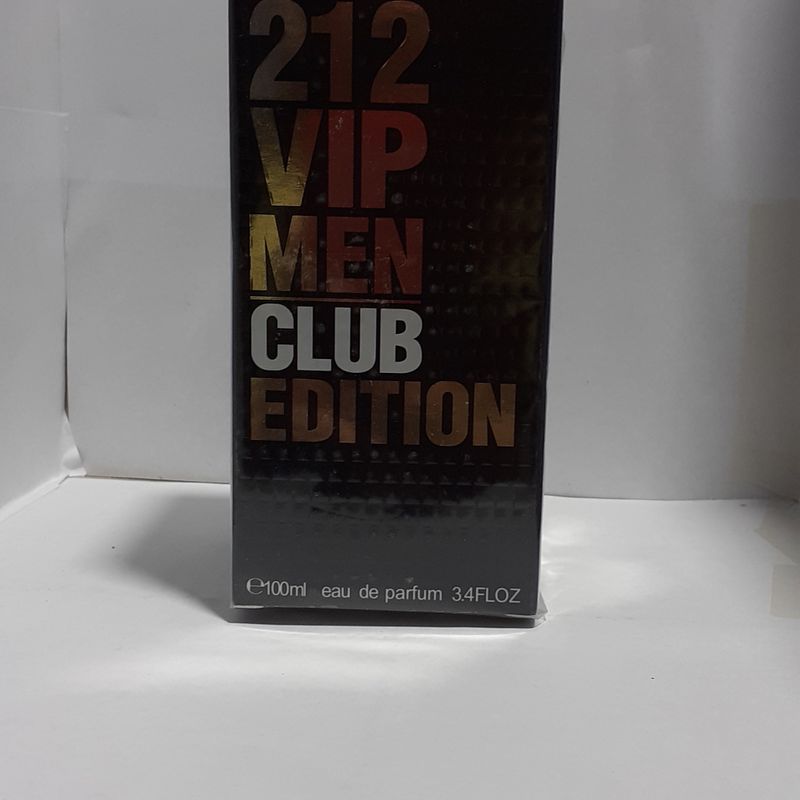 212
VIP
MEN
CLUB
EDITION
℮100ml eau de parfum 3.4FLOZ